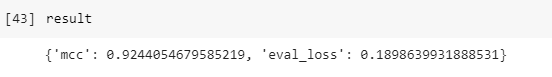 [43] result
{'mcc': 0.9244054679585219, 'eval_loss': 0.1898639931888531}